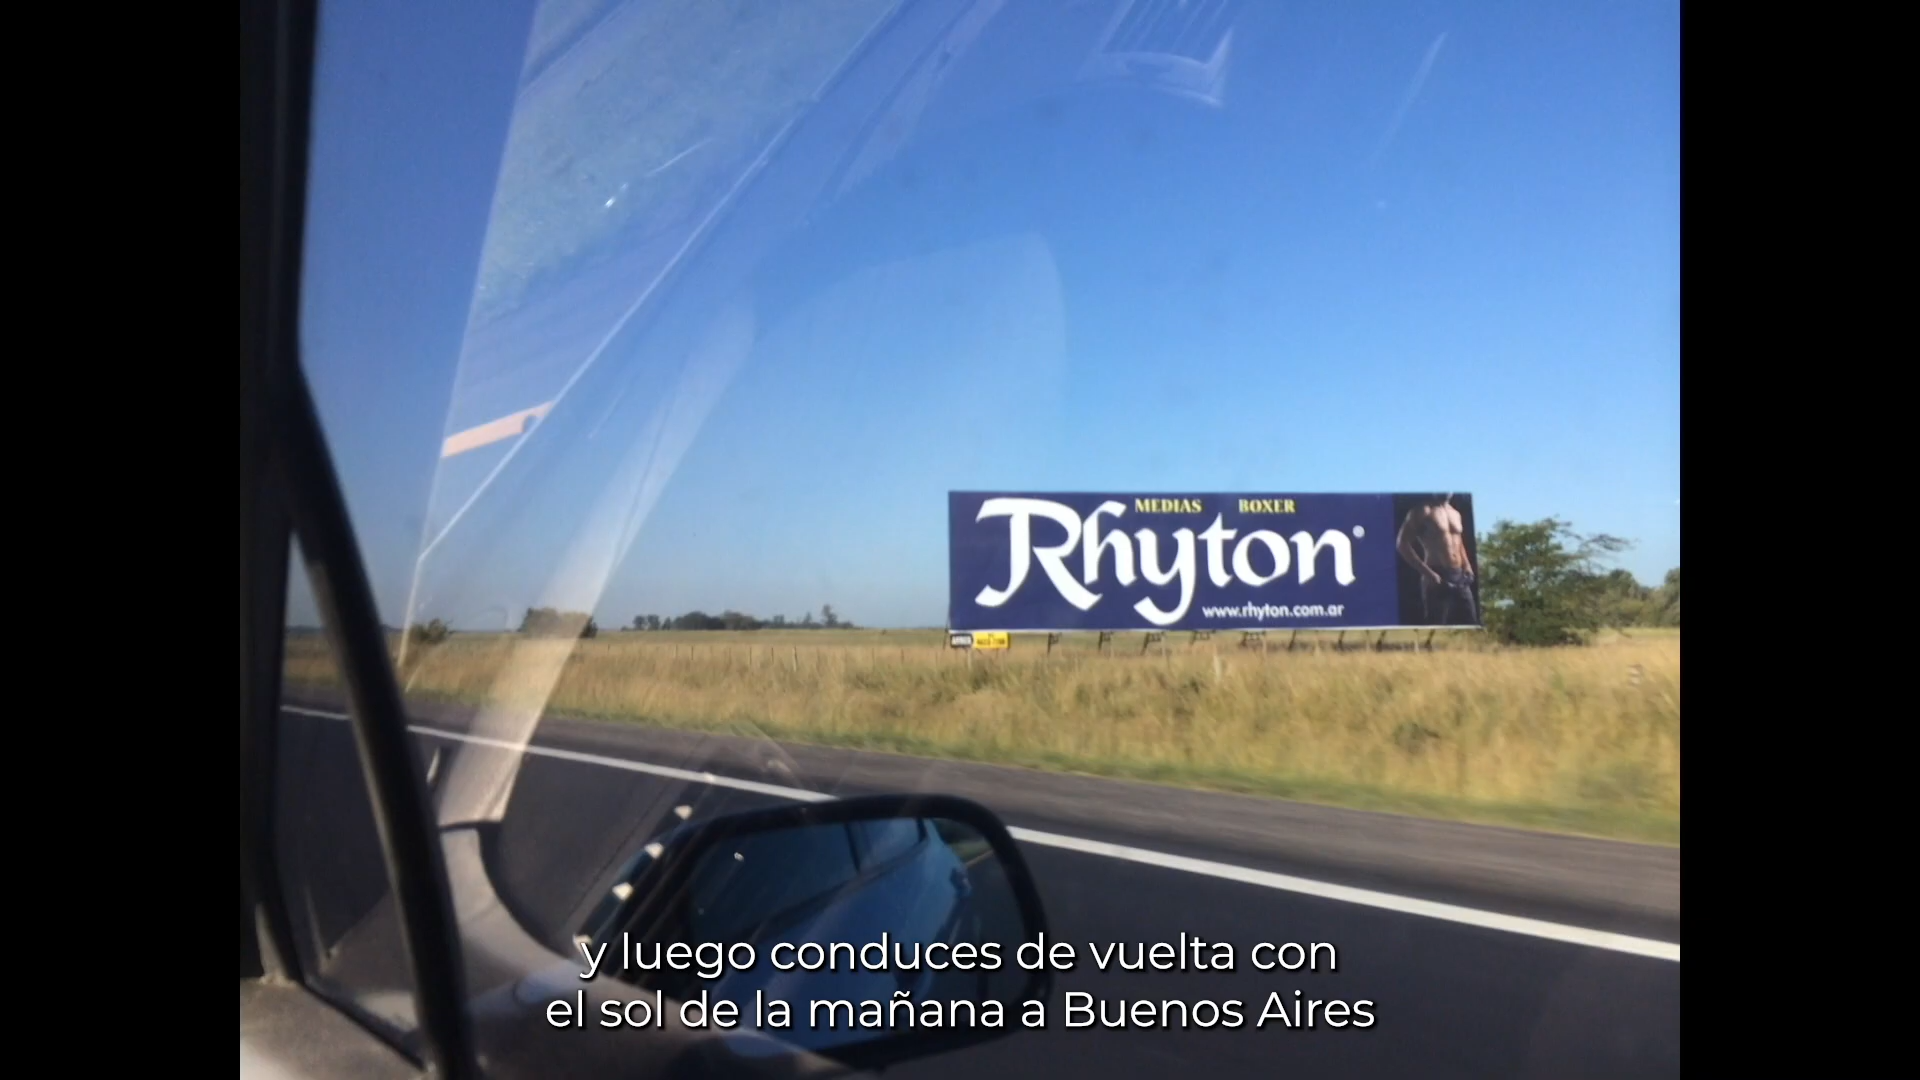 MEDIAS BOXER
Rhyton®
www.rhyton.com.ar
y luego conduces de vuelta con
el sol de la mañana a Buenos Aires